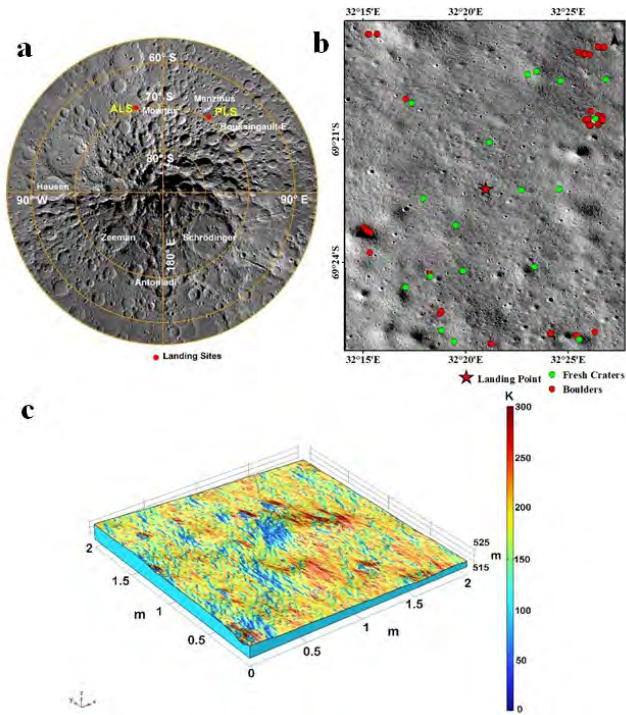 a
60° S
70° S
ALS
Moretus
Manzinus
PLS
Boussingault-E
80° S
Hausen
90° W
90° E
Zeeman
Schrödinger
180° E
Antoniadi
Landing Sites
b
32°15'E
32°20'E
32°25'E
69°21'S
69°24'S
32°15'E
32°20'E
32°25'E
Landing Point
Fresh Craters
Boulders
c
K
300
250
200
150
100
50
0
525
m
515
2
1.5
1
m
0.5
0
0.5
1
m
1.5
2
z
y
x